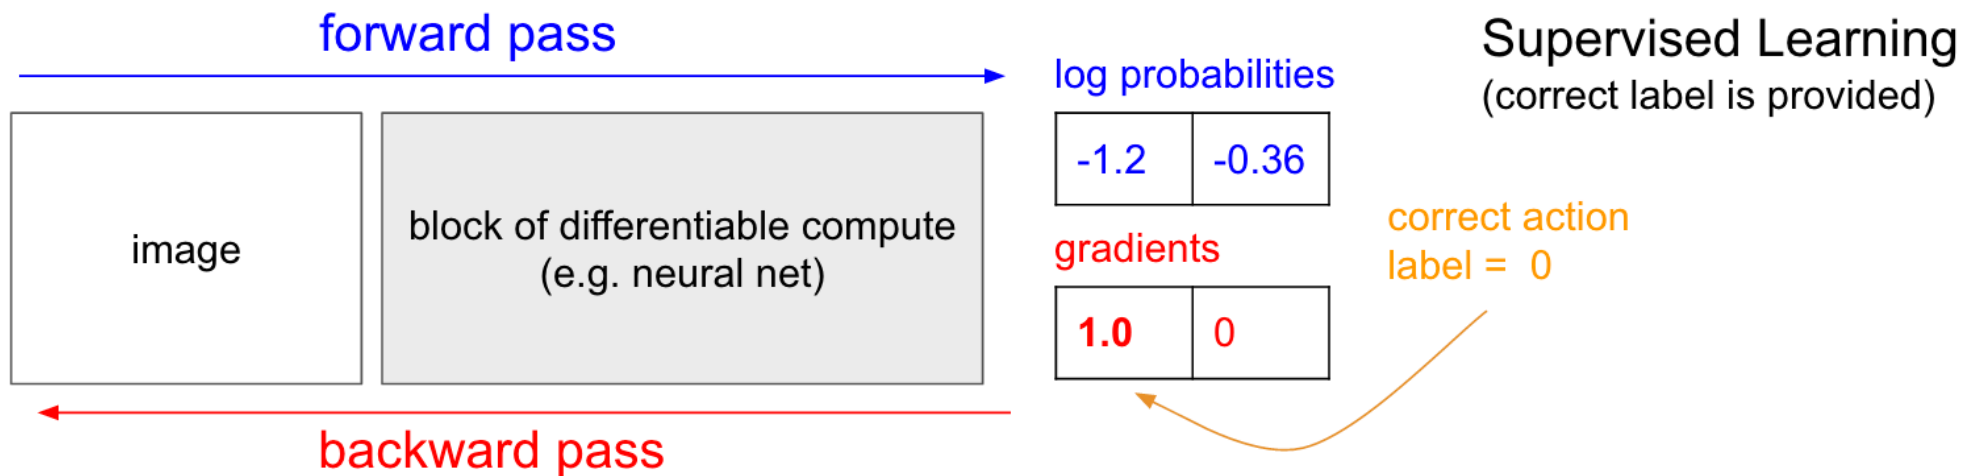 forward pass
Supervised Learning
(correct label is provided)
log probabilities
-1.2 -0.36
image
block of differentiable compute
(e.g. neural net)
gradients
1.0 0
correct action
label = 0
backward pass